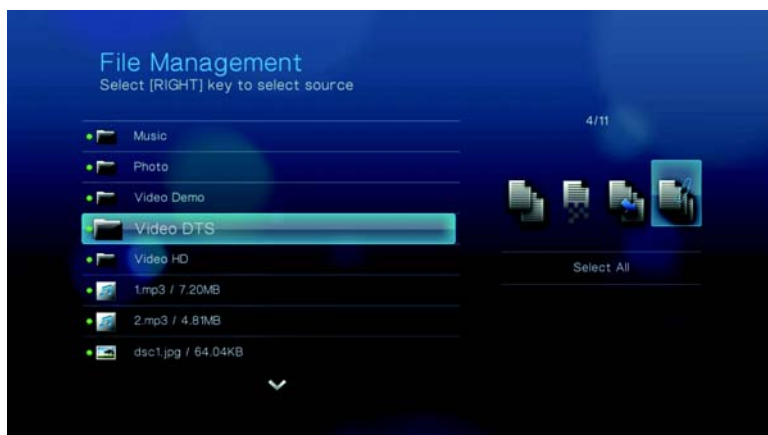 File Management
Select [RIGHT] key to select source
4/11
Music
Photo
Video Demo
Video DTS
Video HD
Select All
1.mp3 / 7.20MB
2.mp3 / 4.81MB
dsc1.jpg / 64.04KB